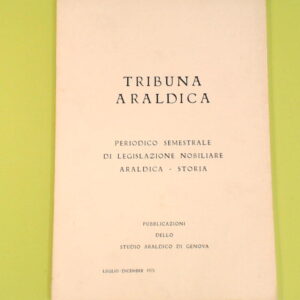 TRIBUNA
ARALDICA
PERIODICO SEMESTRALE
DI LEGISLAZIONE NOBILIARE
ARALDICA - STORIA
PUBBLICAZIONI
DELLO
STUDIO ARALDICO DI GENOVA
LUGLIO-DICEMBRE